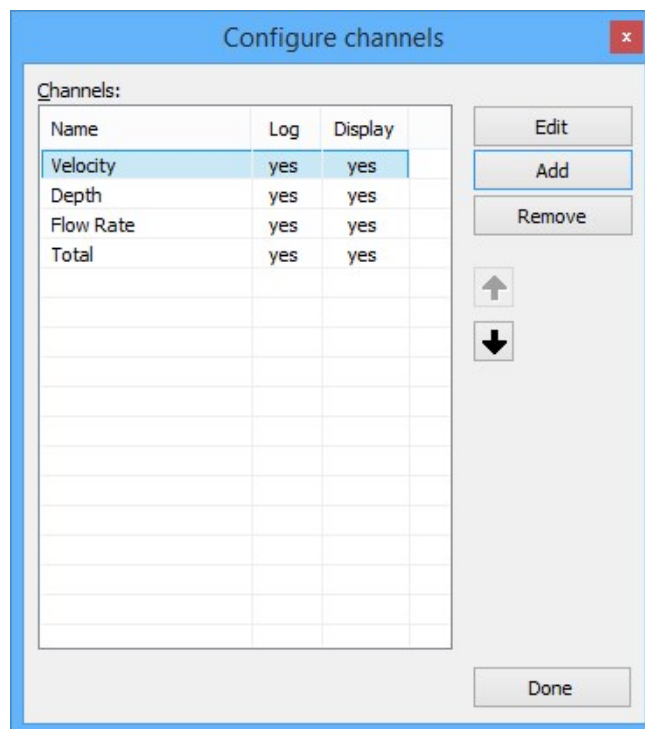 Configure channels
x
Channels:
Name Log Display
Velocity yes yes
Depth yes yes
Flow Rate yes yes
Total yes yes
Edit
Add
Remove
Done